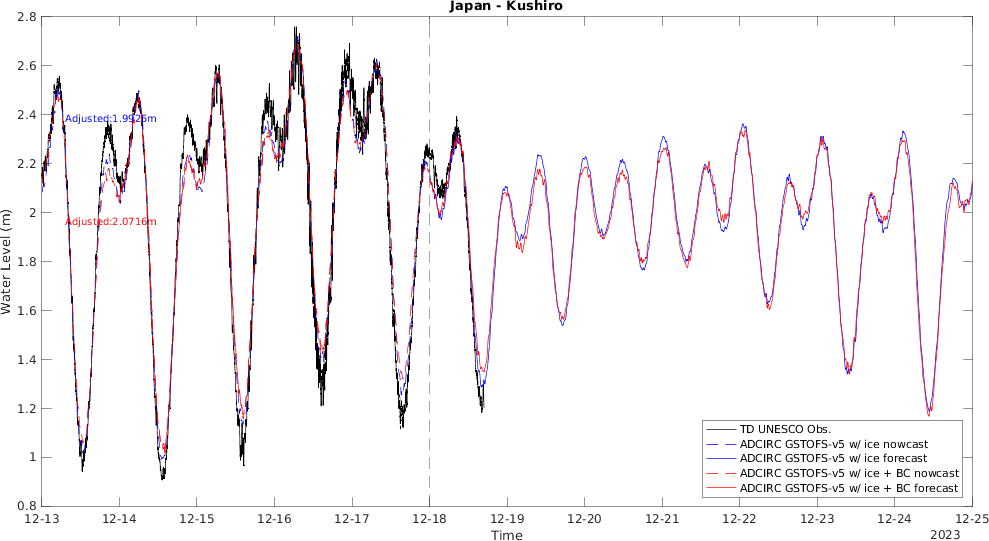 Japan - Kushiro
2.8
2.6
2.4
2.2
2
1.8
1.6
1.4
1.2
1
0.8
Water Level (m)
Adjusted:1.9925m
Adjusted:2.0716m
TD UNESCO Obs.
ADCIRC GSTOFS-v5 w/ ice nowcast
ADCIRC GSTOFS-v5 w/ ice forecast
ADCIRC GSTOFS-v5 w/ ice + BC nowcast
ADCIRC GSTOFS-v5 w/ ice + BC forecast
12-13 12-14 12-15 12-16 12-17 12-18 12-19 12-20 12-21 12-22 12-23 12-24 12-25
Time
2023